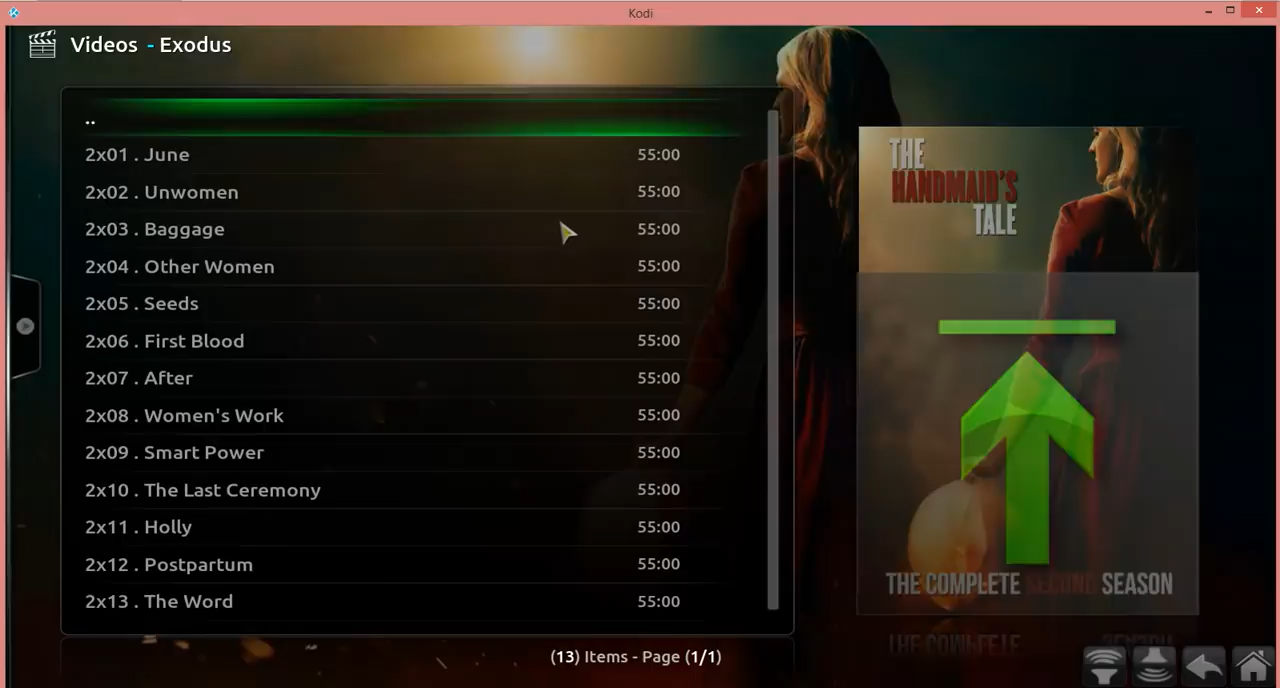 Kodi
Videos - Exodus
..
2x01 . June 55:00
2x02 . Unwomen 55:00
2x03 . Baggage 55:00
2x04 . Other Women 55:00
2x05 . Seeds 55:00
2x06 . First Blood 55:00
2x07 . After 55:00
2x08 . Women's Work 55:00
2x09 . Smart Power 55:00
2x10 . The Last Ceremony 55:00
2x11 . Holly 55:00
2x12 . Postpartum 55:00
2x13 . The Word 55:00
(13) Items - Page (1/1)
THE
HANDMAID'S
TALE
THE COMPLETE SECOND SEASON